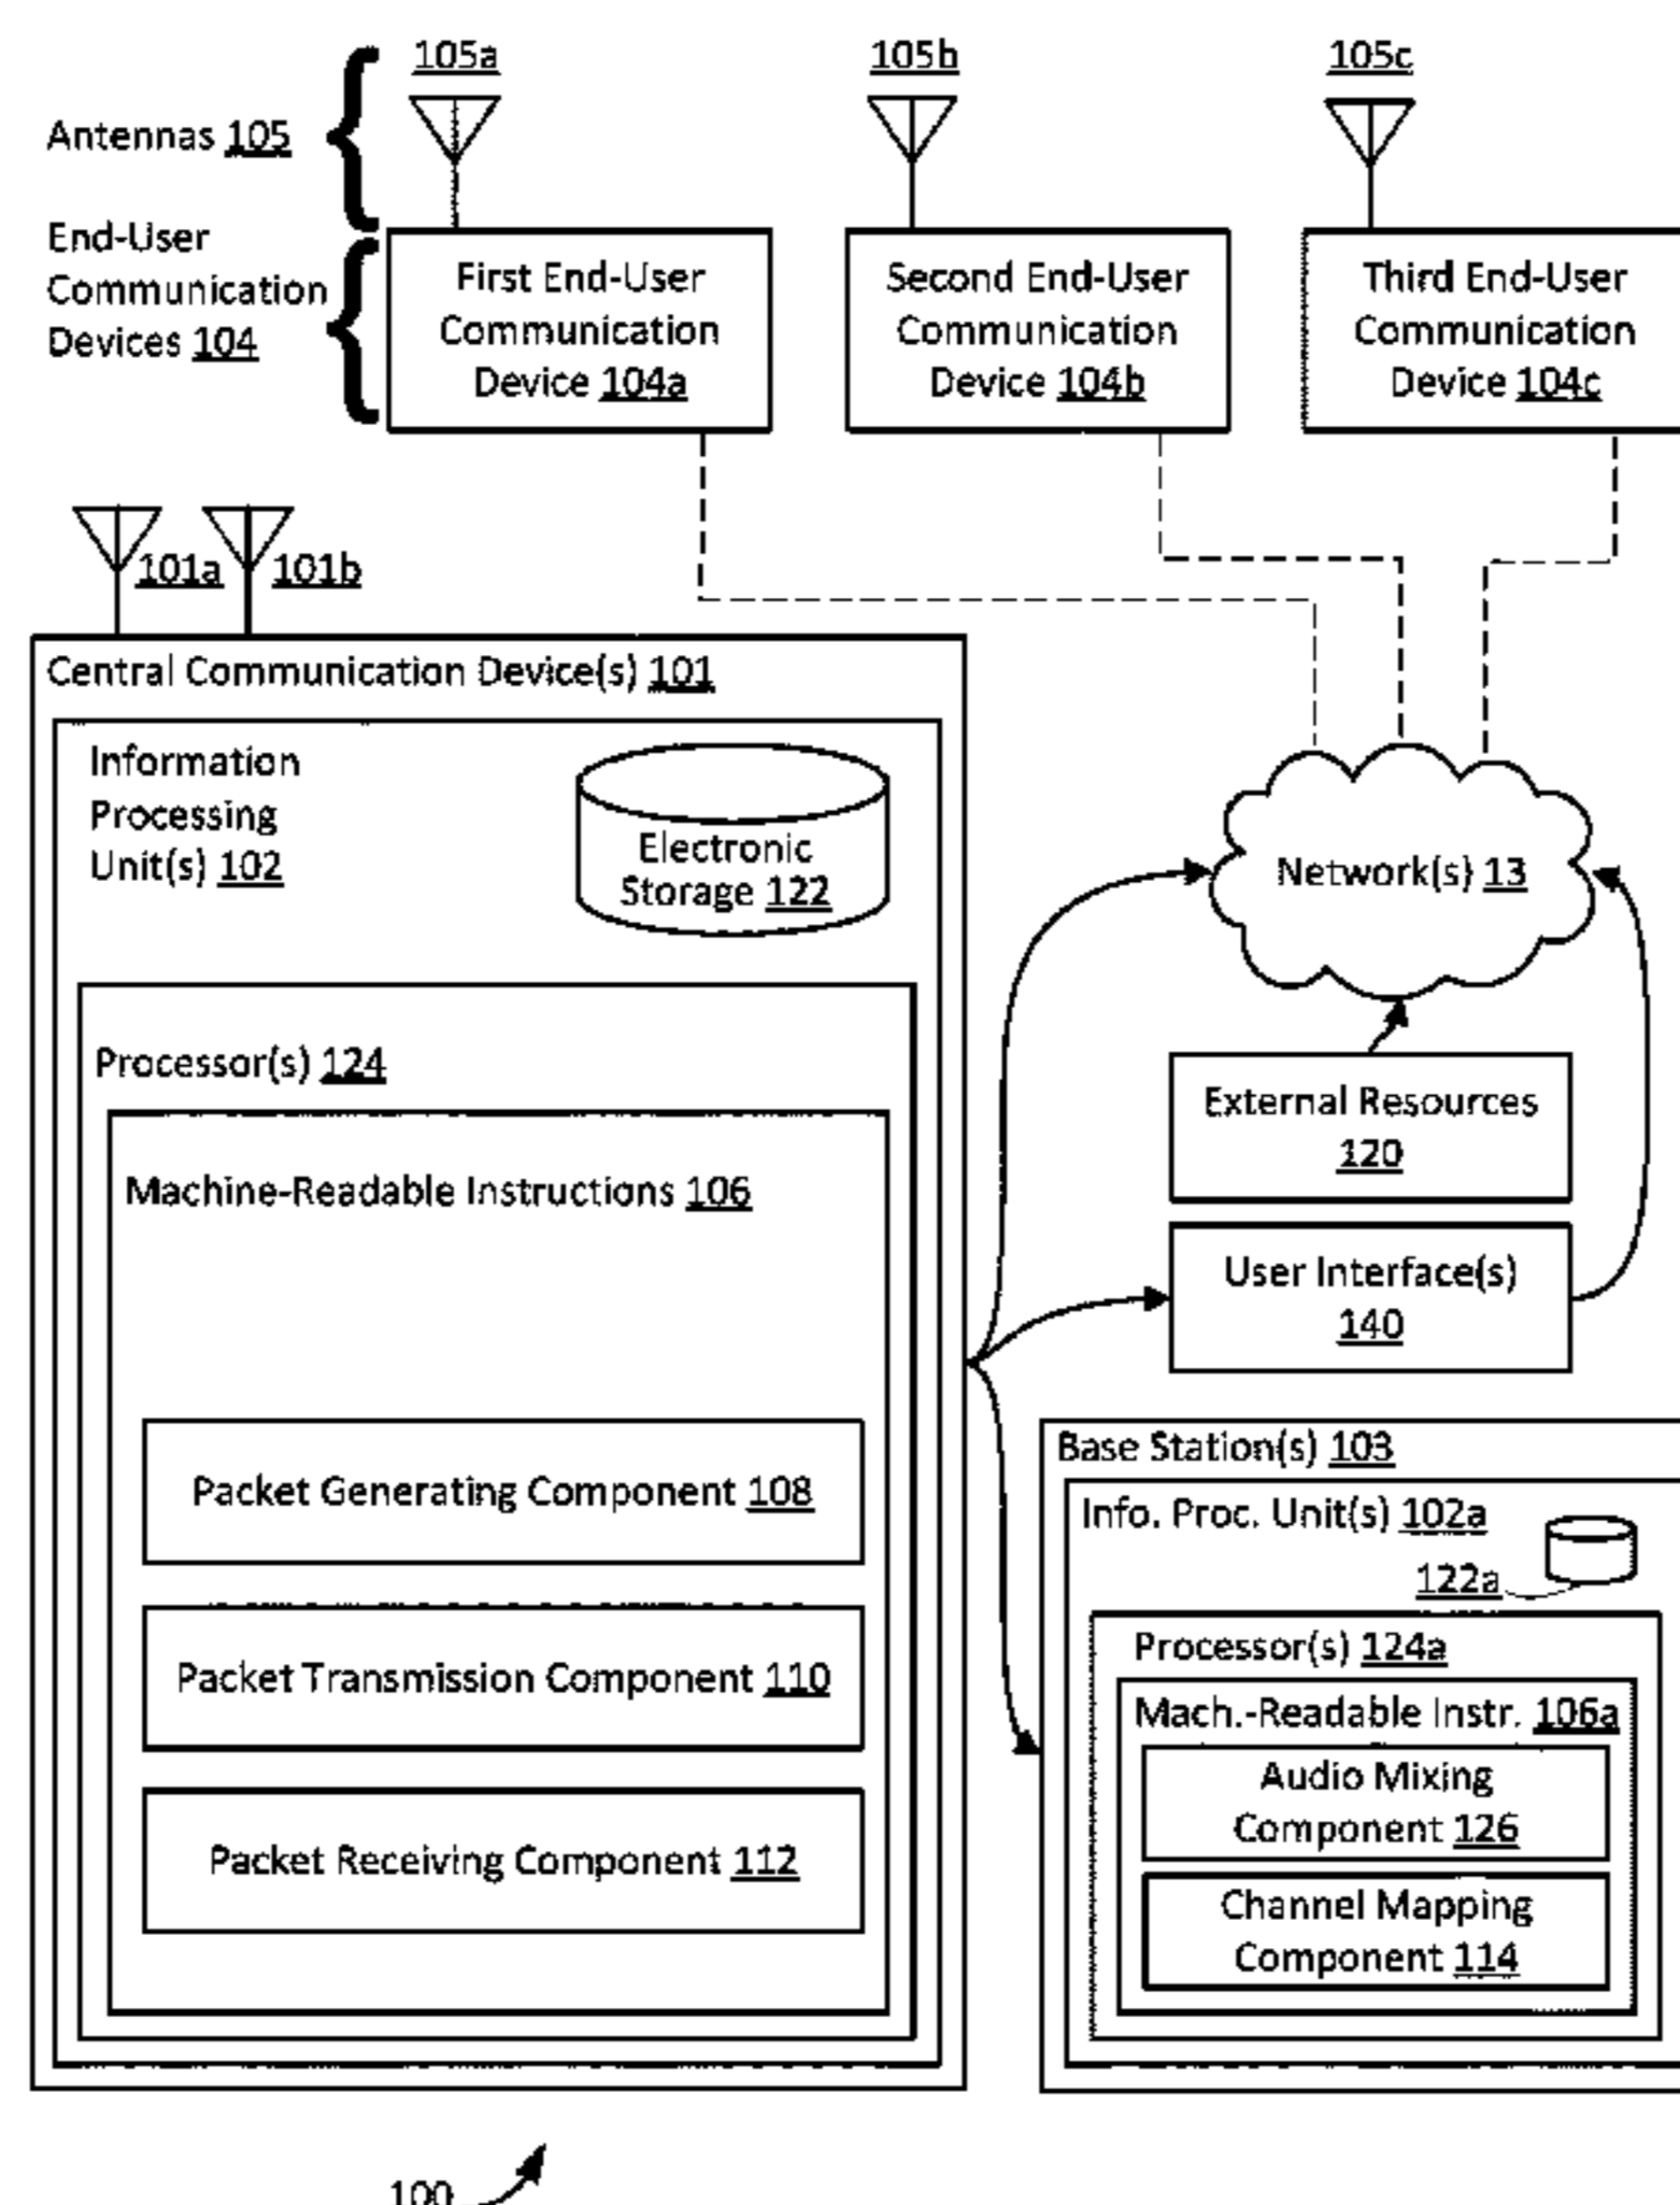 105a
105b
105c
Antennas 105
End-User
Communication
Devices 104
First End-User
Communication
Device 104a
Second End-User
Communication
Device 104b
Third End-User
Communication
Device 104c
101a
101b
Central Communication Device(s) 101
Information
Processing
Unit(s) 102
Electronic
Storage 122
Processor(s) 124
Machine-Readable Instructions 106
Packet Generating Component 108
Packet Transmission Component 110
Packet Receiving Component 112
Network(s) 13
External Resources
120
User Interface(s)
140
Base Station(s) 103
Info. Proc. Unit(s) 102a
122a
Processor(s) 124a
Mach.-Readable Instr. 106a
Audio Mixing
Component 126
Channel Mapping
Component 114
100